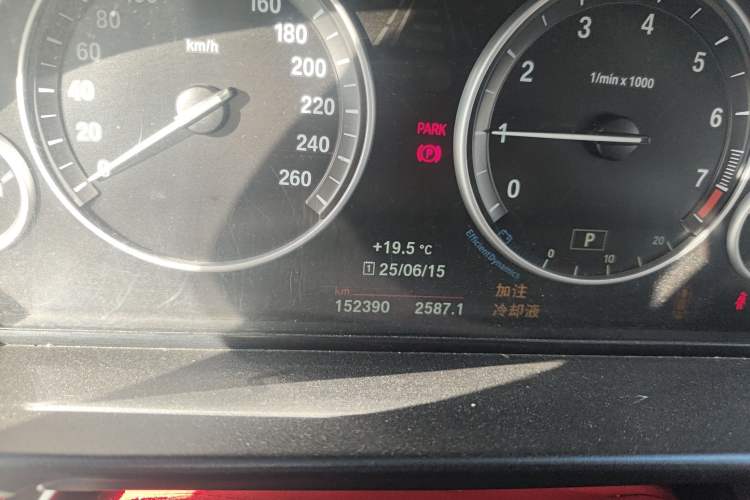 160
180
200
220
240
260
80
60
40
20
0
km/h
PARK
P
0
1
2
3
4
5
6
7
1/min x 1000
P
0
10
20
EfficientDynamics
+19.5 °C
1 25/06/15
km
152390 2587.1
加注
冷却液